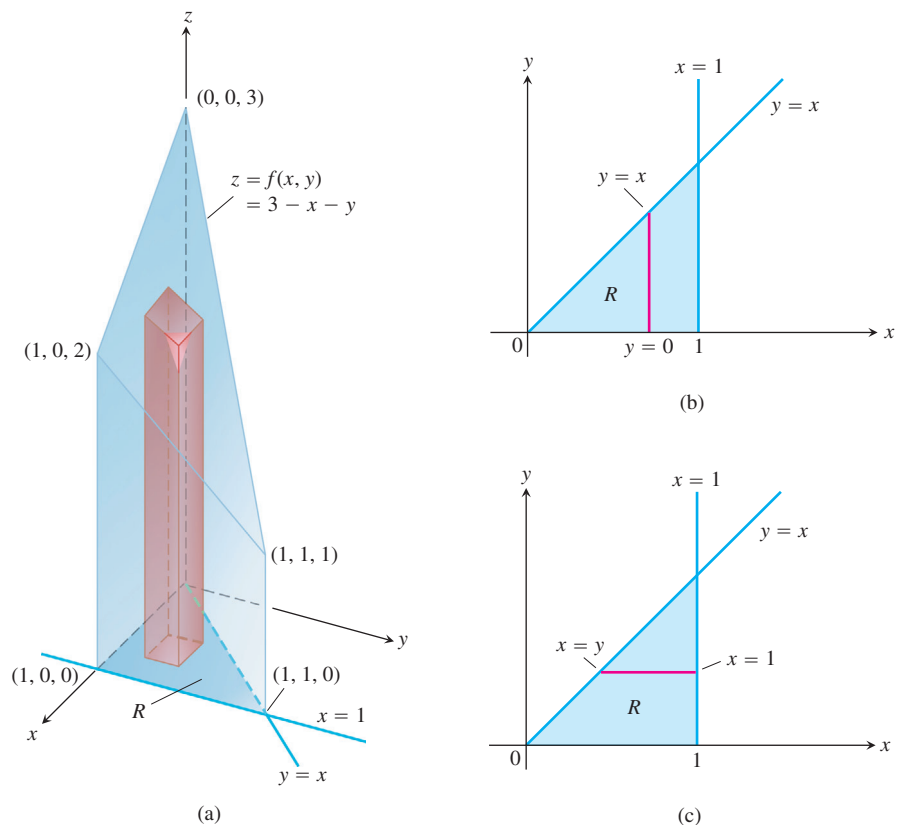 z
(0, 0, 3)
z = f(x, y)
= 3 − x − y
(1, 0, 2)
(1, 1, 1)
y
(1, 0, 0)
(1, 1, 0)
R
x = 1
x
y = x
(a)
y
x = 1
y = x
y = x
R
0
y = 0
1
x
(b)
y
x = 1
y = x
x = y
x = 1
R
0
1
x
(c)